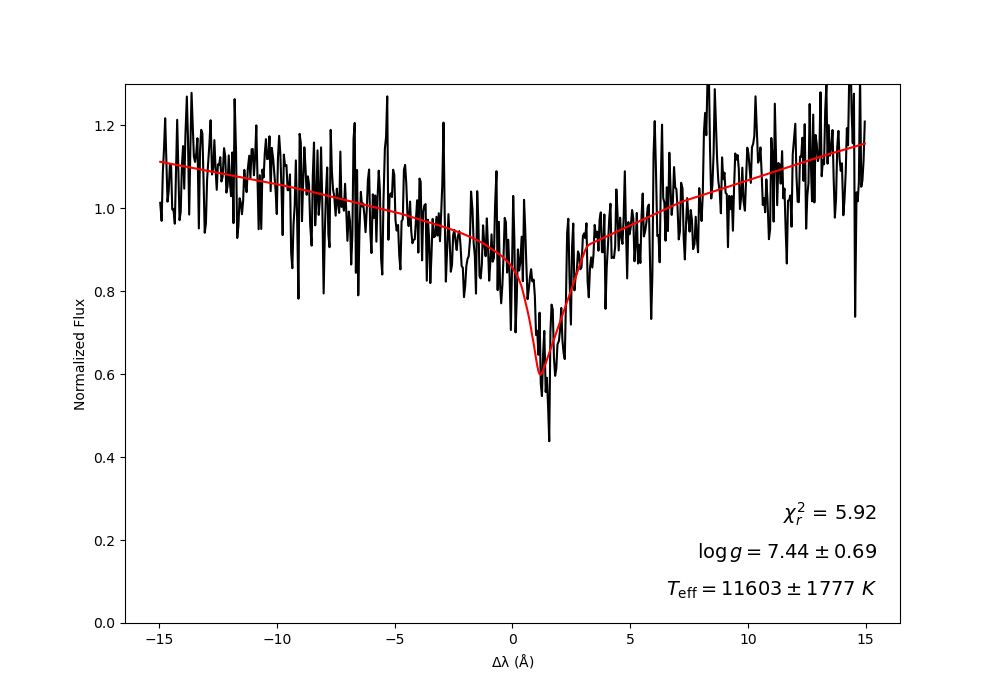 1.2
1.0
0.8
0.6
0.4
0.2
0.0
Normalized Flux
χ²ᵣ = 5.92
log g = 7.44 ± 0.69
T_eff = 11603 ± 1777 K
−15 −10 −5 0 5 10 15
Δλ (Å)